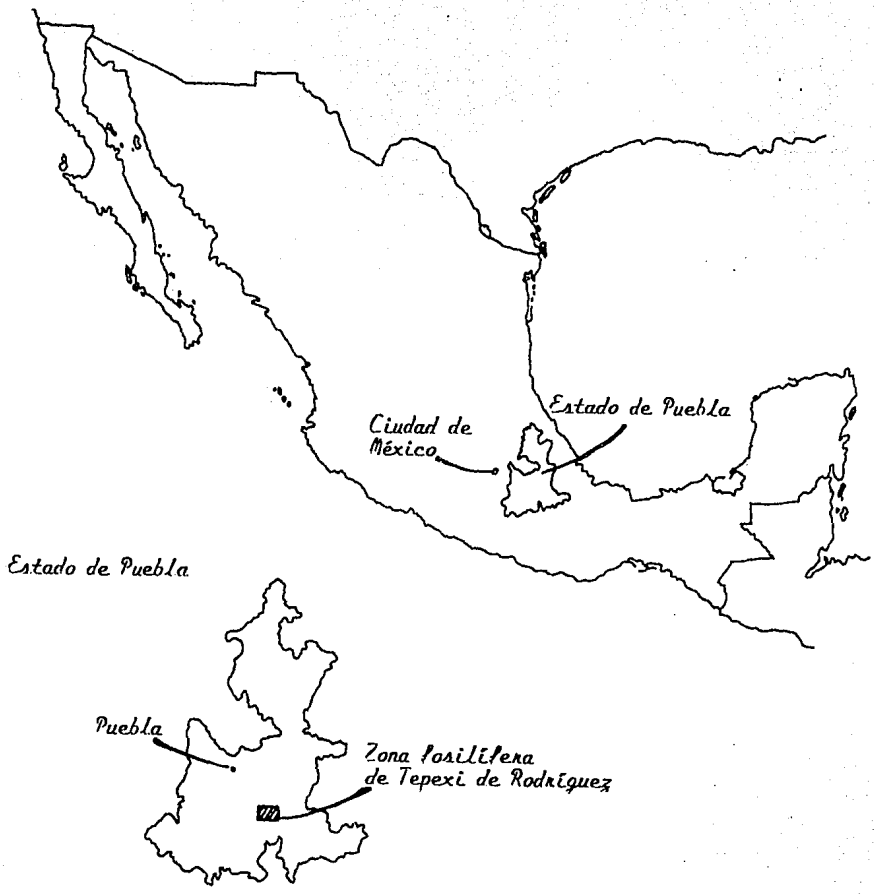 Estado de Puebla
Ciudad de
México
Estado de Puebla
Puebla
Zona fosilífera
de Tepexi de Rodríguez